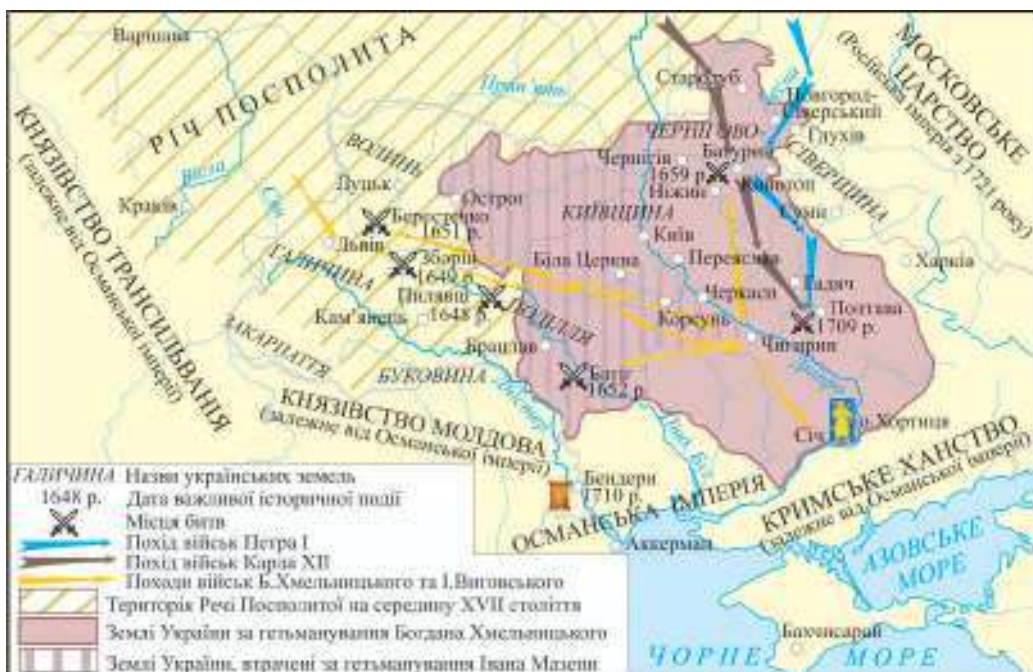 Варшава
РІЧ ПОСПОЛИТА
МОСКОВСЬКЕ
ЦАРСТВО
(Російська імперія з 1721 року)
Стародуб
Новгород-
Сіверський
Глухів
ЧЕРНІГОВО-
СІВЕРЩИНА
Чернігів
Батурин
1659 р.
Конотоп
Ніжин
Суми
ВОЛИНЬ
Луцьк
Острог
КИЇВЩИНА
Київ
Вісла
Сян
Краків
КНЯЗІВСТВО ТРАНСИЛЬВАНІЯ
(залежне від Османської імперії)
Берестечко
1651 р.
Львів
Збараж
1649 р.
ГАЛИЧИНА
Пилявці
1648 р.
ПОДІЛЛЯ
Кам'янець
Біла Церква
Переяслав
Черкаси
Корсунь
Чигирин
Гадяч
Полтава
1709 р.
Харків
ЗАКАРПАТТЯ
БУКОВИНА
Брацлав
Батіг
1652 р.
КНЯЗІВСТВО МОЛДОВА
(залежне від Османської імперії)
Січ
о.Хортиця
Бендери
1710 р.
ОСМАНСЬКА ІМПЕРІЯ
КРИМСЬКЕ ХАНСТВО
(залежне від Османської імперії)
Аккерман
АЗОВСЬКЕ
МОРЕ
Бахчисарай
ЧОРНЕ МОРЕ
ГАЛИЧИНА Назви українських земель
1648 р. Дата важливої історичної події
Місця битв
Похід військ Петра I
Похід військ Карла XII
Походи військ Б.Хмельницького та І.Виговського
Територія Речі Посполитої на середину XVII століття
Землі України за гетьманування Богдана Хмельницького
Землі України, втрачені за гетьманування Івана Мазепи